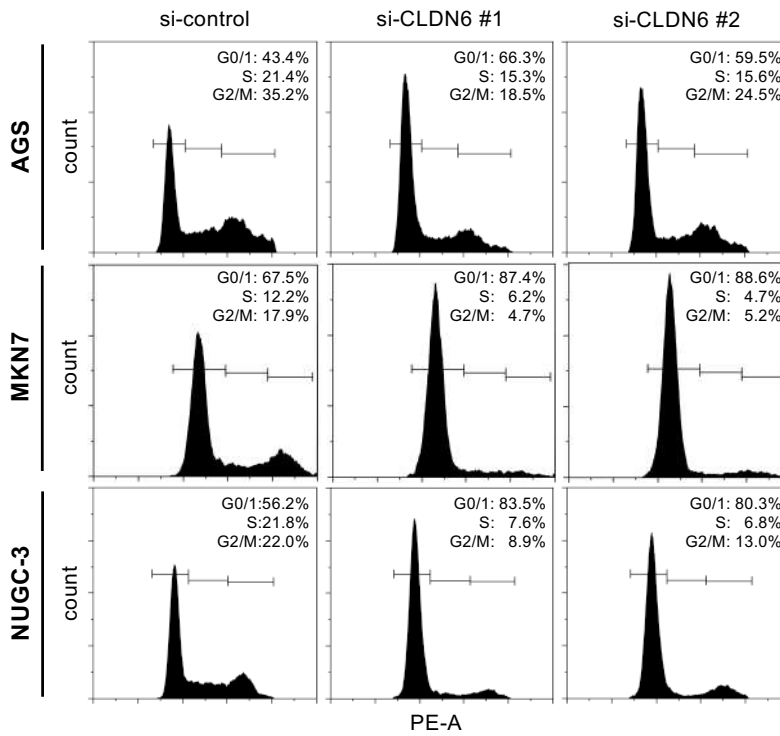 si-control
si-CLDN6 #1
si-CLDN6 #2
AGS
count
G0/1: 43.4%
S: 21.4%
G2/M: 35.2%
G0/1: 66.3%
S: 15.3%
G2/M: 18.5%
G0/1: 59.5%
S: 15.6%
G2/M: 24.5%
MKN7
count
G0/1: 67.5%
S: 12.2%
G2/M: 17.9%
G0/1: 87.4%
S: 6.2%
G2/M: 4.7%
G0/1: 88.6%
S: 4.7%
G2/M: 5.2%
NUGC-3
count
G0/1:56.2%
S:21.8%
G2/M:22.0%
G0/1: 83.5%
S: 7.6%
G2/M: 8.9%
G0/1: 80.3%
S: 6.8%
G2/M: 13.0%
PE-A